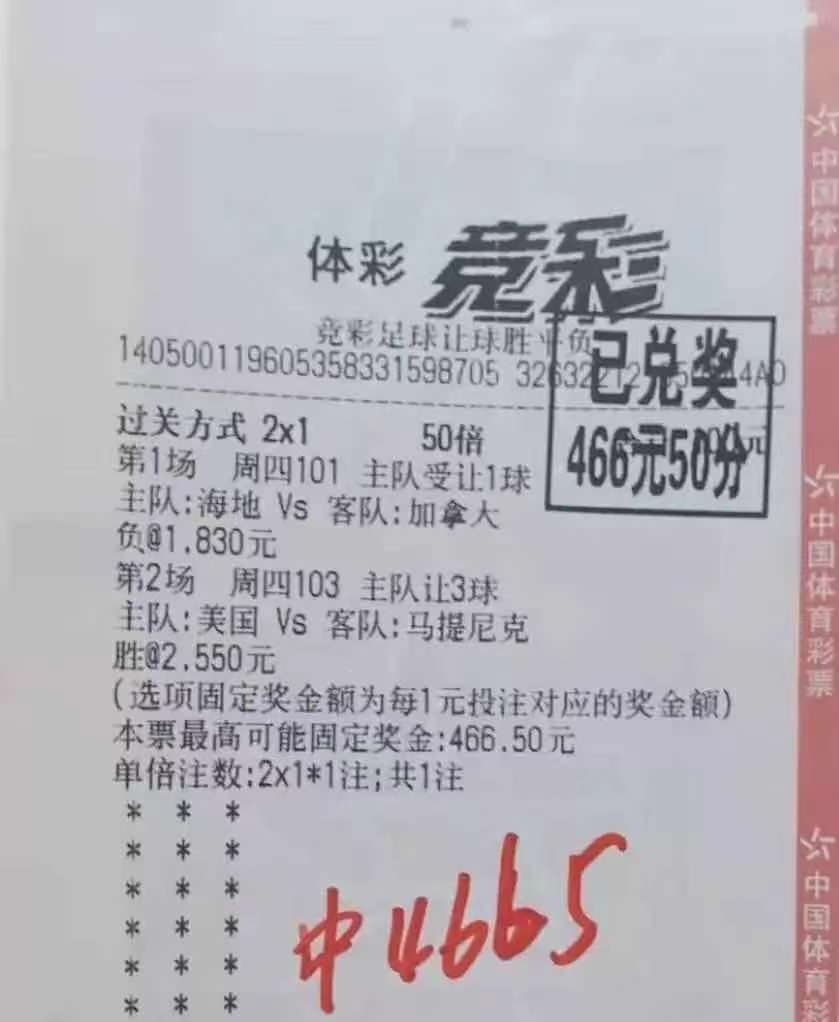 体彩 竞彩
竞彩足球让球胜平负
140500119605358331598705
已兑奖
466元50分
过关方式 2x1 50倍
第1场 周四101 主队受让1球
主队:海地 Vs 客队:加拿大
负@1.830元
第2场 周四103 主队让3球
主队:美国 Vs 客队:马提尼克
胜@2.550元
(选项固定奖金额为每1元投注对应的奖金额)
本票最高可能固定奖金:466.50元
单倍注数:2x1*1注;共1注
* * *
* * *
* * *
* * *
* * *
* * *
中4665
中国体育彩票
中国体育彩票
中国体育彩